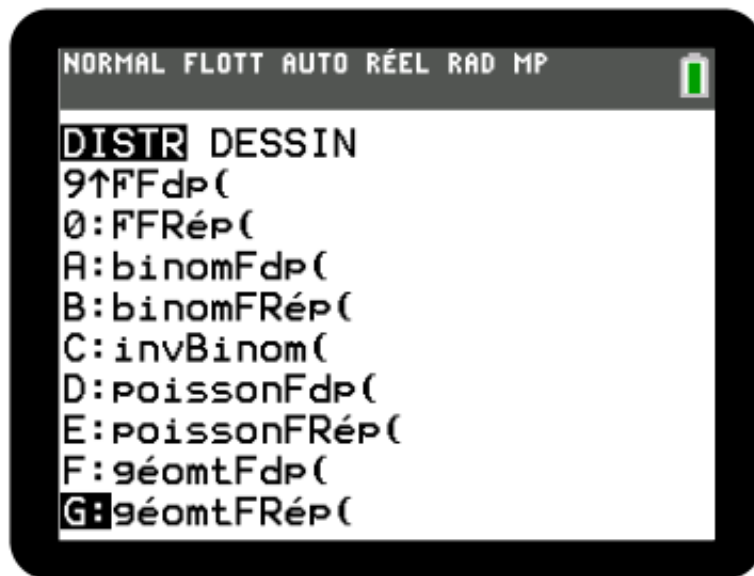 NORMAL FLOTT AUTO RÉEL RAD MP
DISTR DESSIN
9↑FFdp(
0:FFRép(
A:binomFdp(
B:binomFRép(
C:invBinom(
D:poissonFdp(
E:poissonFRép(
F:géomtFdp(
G:géomtFRép(